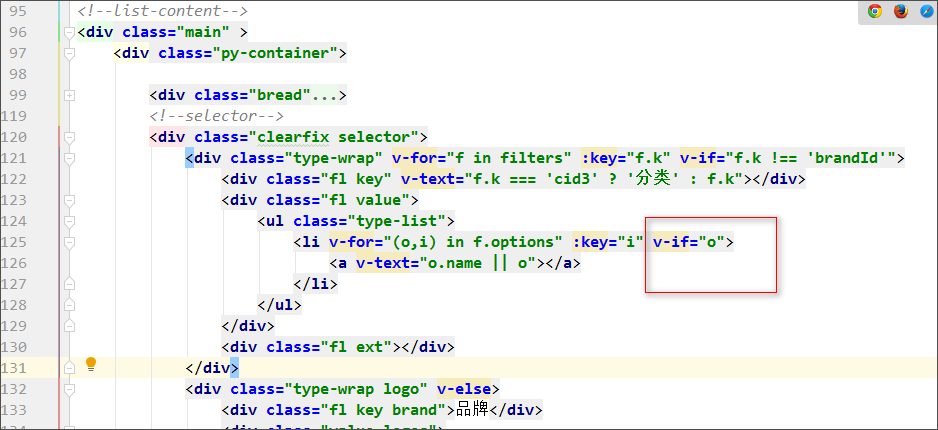 95 <!--list-content-->
96 <div class="main" >
97 <div class="py-container">
98
99 <div class="bread"...>
119 <!--selector-->
120 <div class="clearfix selector">
121 <div class="type-wrap" v-for="f in filters" :key="f.k" v-if="f.k !== 'brandId'">
122 <div class="fl key" v-text="f.k === 'cid3' ? '分类' : f.k"></div>
123 <div class="fl value">
124 <ul class="type-list">
125 <li v-for="(o,i) in f.options" :key="i" v-if="o">
126 <a v-text="o.name || o"></a>
127 </li>
128 </ul>
129 </div>
130 <div class="fl ext"></div>
131 </div>
132 <div class="type-wrap logo" v-else>
133 <div class="fl key brand">品牌</div>